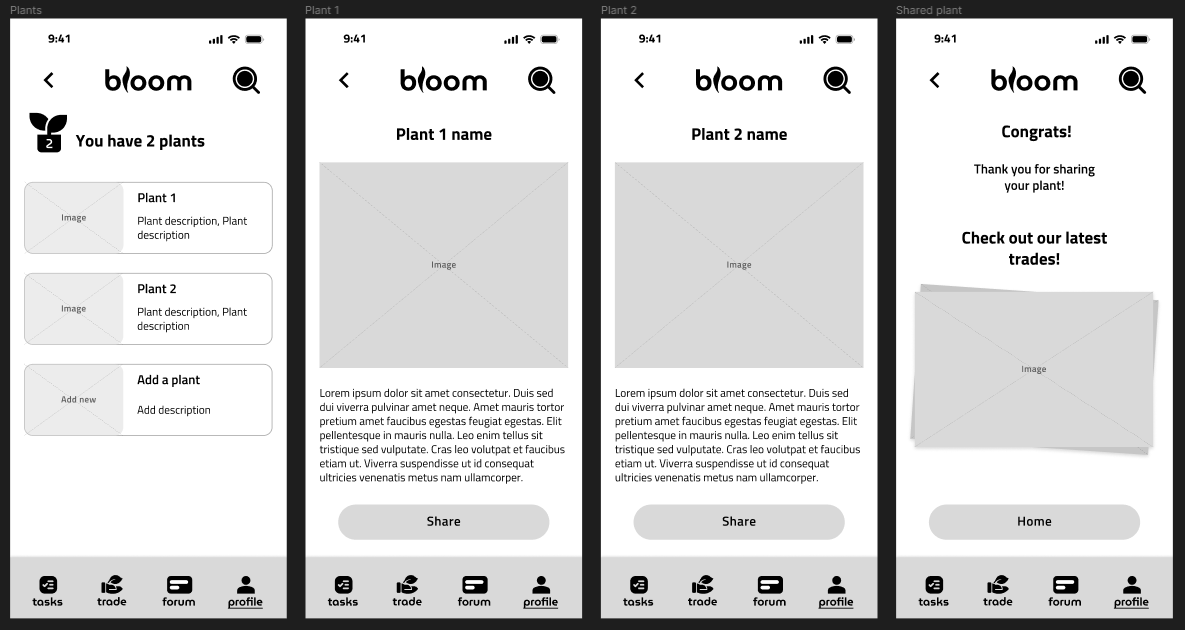 Plants
9:41
bloom
2
You have 2 plants
Image
Plant 1
Plant description, Plant
description
Image
Plant 2
Plant description, Plant
description
Add new
Add a plant
Add description
tasks
trade
forum
profile
Plant 1
9:41
bloom
Plant 1 name
Image
Lorem ipsum dolor sit amet consectetur. Duis sed
dui viverra pulvinar amet neque. Amet mauris tortor
pretium amet faucibus egestas feugiat egestas. Elit
pellentesque in mauris nulla. Leo enim tellus sit
tristique sed vulputate. Cras leo volutpat et faucibus
etiam ut. Viverra suspendisse ut id consequat
ultricies venenatis metus nam ullamcorper.
Share
tasks
trade
forum
profile
Plant 2
9:41
bloom
Plant 2 name
Image
Lorem ipsum dolor sit amet consectetur. Duis sed
dui viverra pulvinar amet neque. Amet mauris tortor
pretium amet faucibus egestas feugiat egestas. Elit
pellentesque in mauris nulla. Leo enim tellus sit
tristique sed vulputate. Cras leo volutpat et faucibus
etiam ut. Viverra suspendisse ut id consequat
ultricies venenatis metus nam ullamcorper.
Share
tasks
trade
forum
profile
Shared plant
9:41
bloom
Congrats!
Thank you for sharing
your plant!
Check out our latest
trades!
Image
Home
tasks
trade
forum
profile